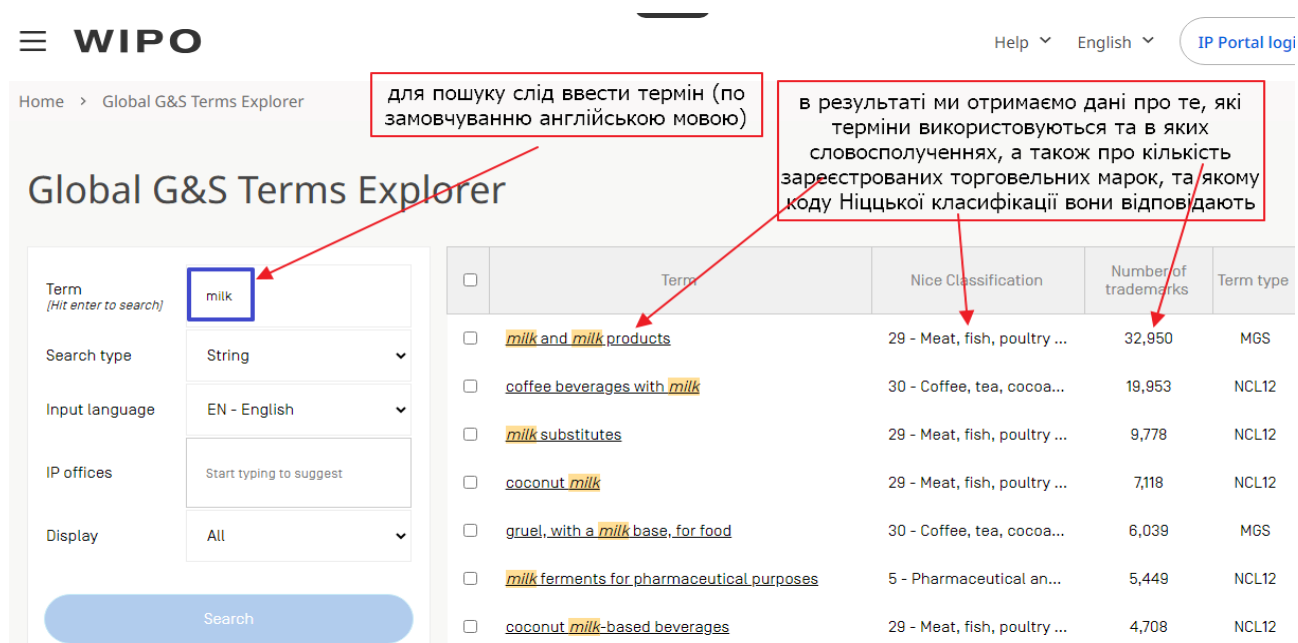 WIPO
Help
English
IP Portal logi
Home > Global G&S Terms Explorer
для пошуку слід ввести термін (по
замовчуванню англійською мовою)
в результаті ми отримаємо дані про те, які
терміни використовуються та в яких
словосполученнях, а також про кількість
зареєстрованих торговельних марок, та якому
коду Ніццької класифікації вони відповідають
Global G&S Terms Explorer
Term
[Hit enter to search]
milk
Search type
String
Input language
EN - English
IP offices
Start typing to suggest
Display
All
Search
Term Nice Classification Number of trademarks Term type
milk and milk products 29 - Meat, fish, poultry ... 32,950 MGS
coffee beverages with milk 30 - Coffee, tea, cocoa... 19,953 NCL12
milk substitutes 29 - Meat, fish, poultry ... 9,778 NCL12
coconut milk 29 - Meat, fish, poultry ... 7,118 NCL12
gruel, with a milk base, for food 30 - Coffee, tea, cocoa... 6,039 MGS
milk ferments for pharmaceutical purposes 5 - Pharmaceutical an... 5,449 NCL12
coconut milk-based beverages 29 - Meat, fish, poultry ... 4,708 NCL12